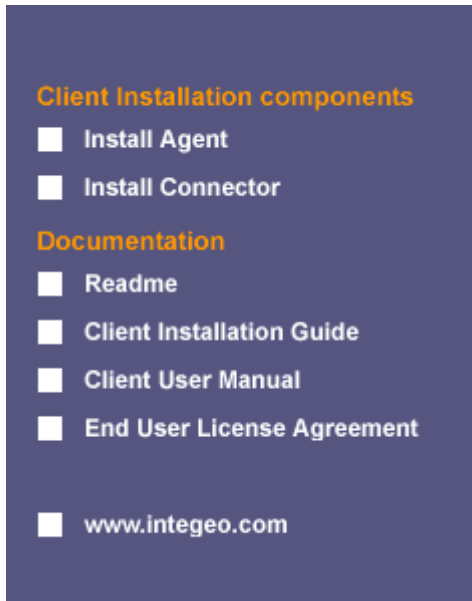 Client Installation components
Install Agent
Install Connector
Documentation
Readme
Client Installation Guide
Client User Manual
End User License Agreement
www.integeo.com